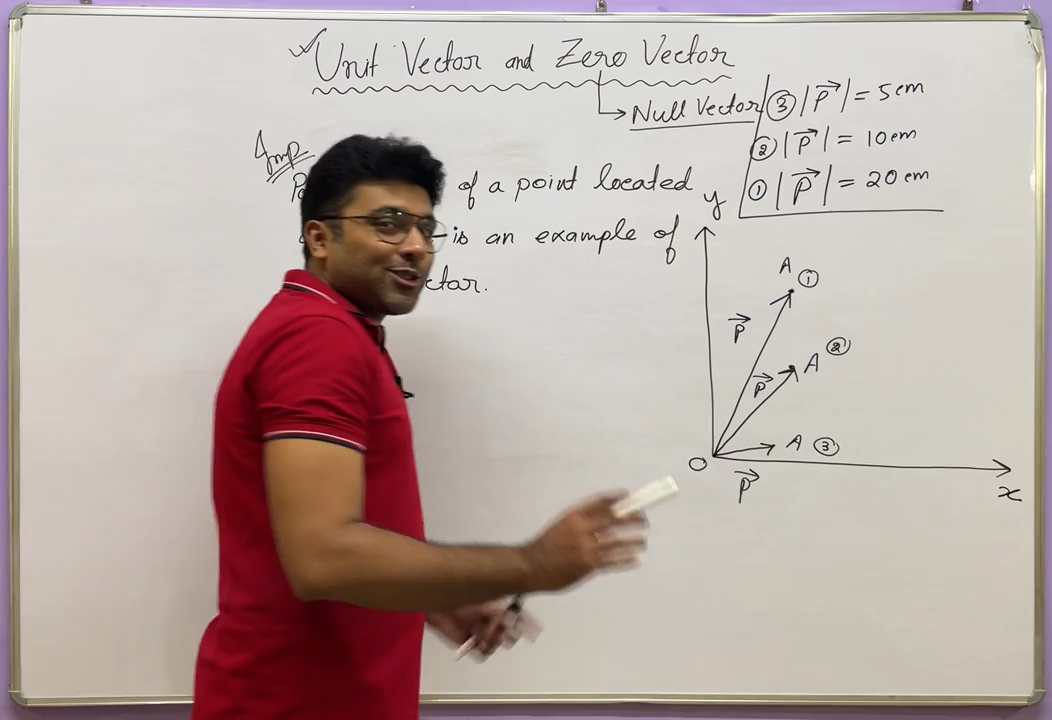 Unit Vector and Zero Vector
Null Vector
③ |P⃗| = 5 cm
② |P⃗| = 10 cm
① |P⃗| = 20 cm
Imp
of a point located
is an example of
ctor.
y
A ①
P⃗
A ②
P⃗
A ③
O
P⃗
x